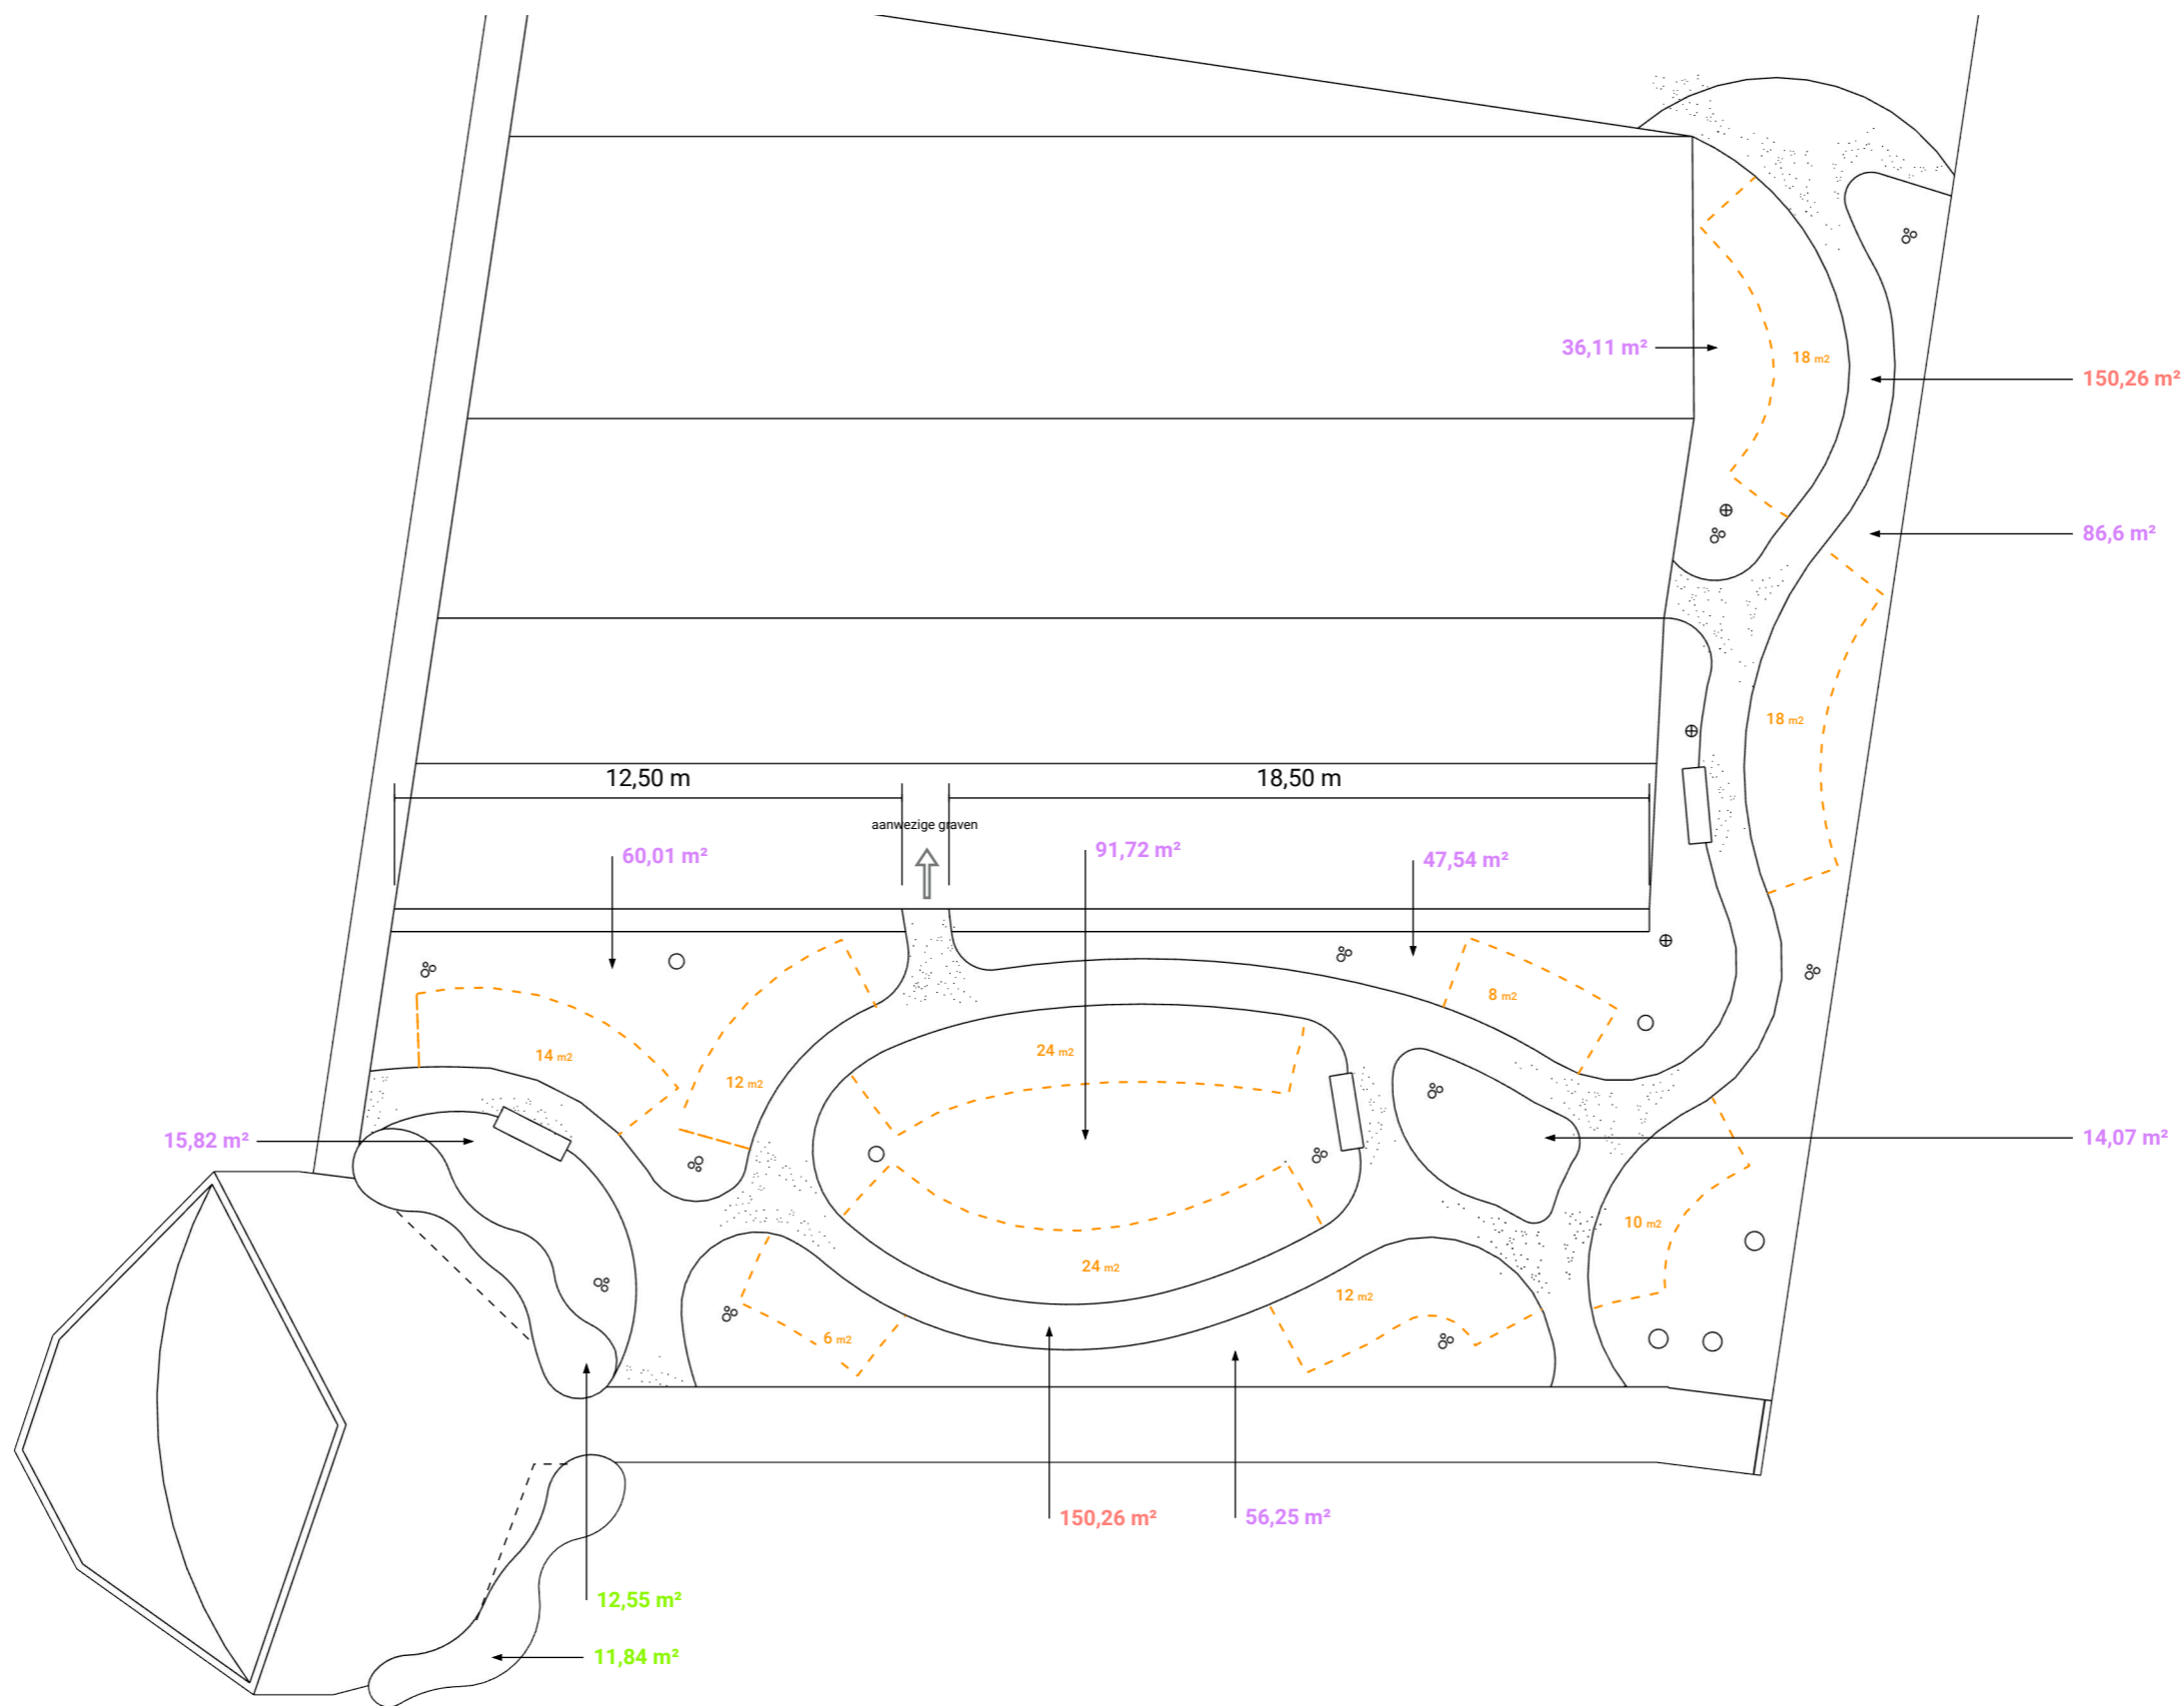 36,11 m²
18 m2
150,26 m²
86,6 m²
18 m2
12,50 m
18,50 m
aanwezige graven
60,01 m²
91,72 m²
47,54 m²
8 m2
14 m2
12 m2
24 m2
15,82 m²
14,07 m²
10 m2
24 m2
12 m2
6 m2
150,26 m²
56,25 m²
12,55 m²
11,84 m²